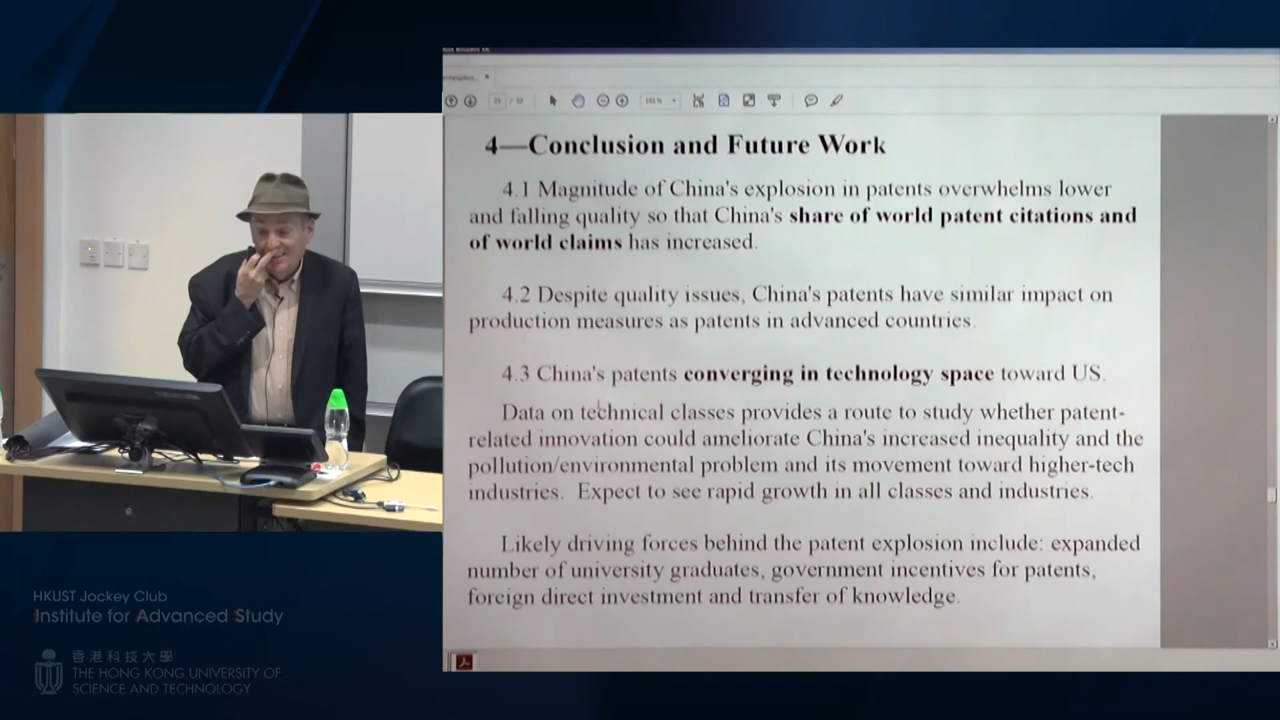 4—Conclusion and Future Work
4.1 Magnitude of China's explosion in patents overwhelms lower
and falling quality so that China's share of world patent citations and
of world claims has increased.
4.2 Despite quality issues, China's patents have similar impact on
production measures as patents in advanced countries.
4.3 China's patents converging in technology space toward US.
Data on technical classes provides a route to study whether patent-
related innovation could ameliorate China's increased inequality and the
pollution/environmental problem and its movement toward higher-tech
industries. Expect to see rapid growth in all classes and industries.
Likely driving forces behind the patent explosion include: expanded
number of university graduates, government incentives for patents,
foreign direct investment and transfer of knowledge.
HKUST Jockey Club
Institute for Advanced Study
香港科技大學
THE HONG KONG UNIVERSITY OF
SCIENCE AND TECHNOLOGY